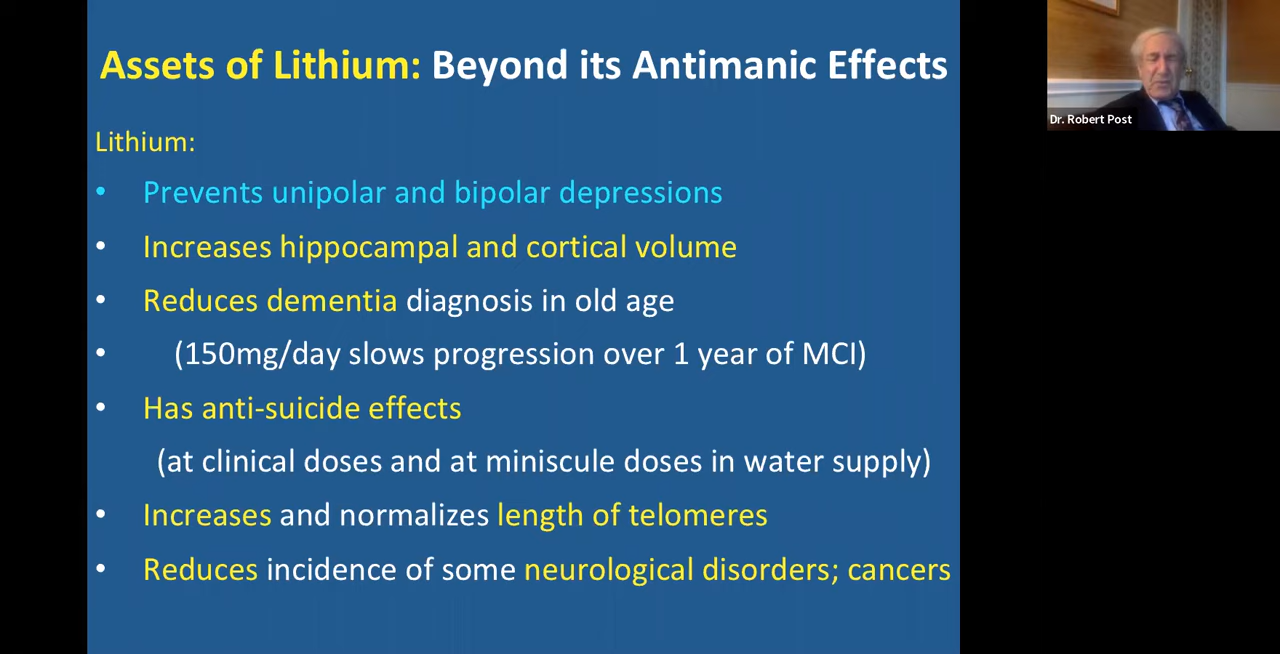 Assets of Lithium: Beyond its Antimanic Effects
Lithium:
• Prevents unipolar and bipolar depressions
• Increases hippocampal and cortical volume
• Reduces dementia diagnosis in old age
• (150mg/day slows progression over 1 year of MCI)
• Has anti-suicide effects
(at clinical doses and at miniscule doses in water supply)
• Increases and normalizes length of telomeres
• Reduces incidence of some neurological disorders; cancers
Dr. Robert Post